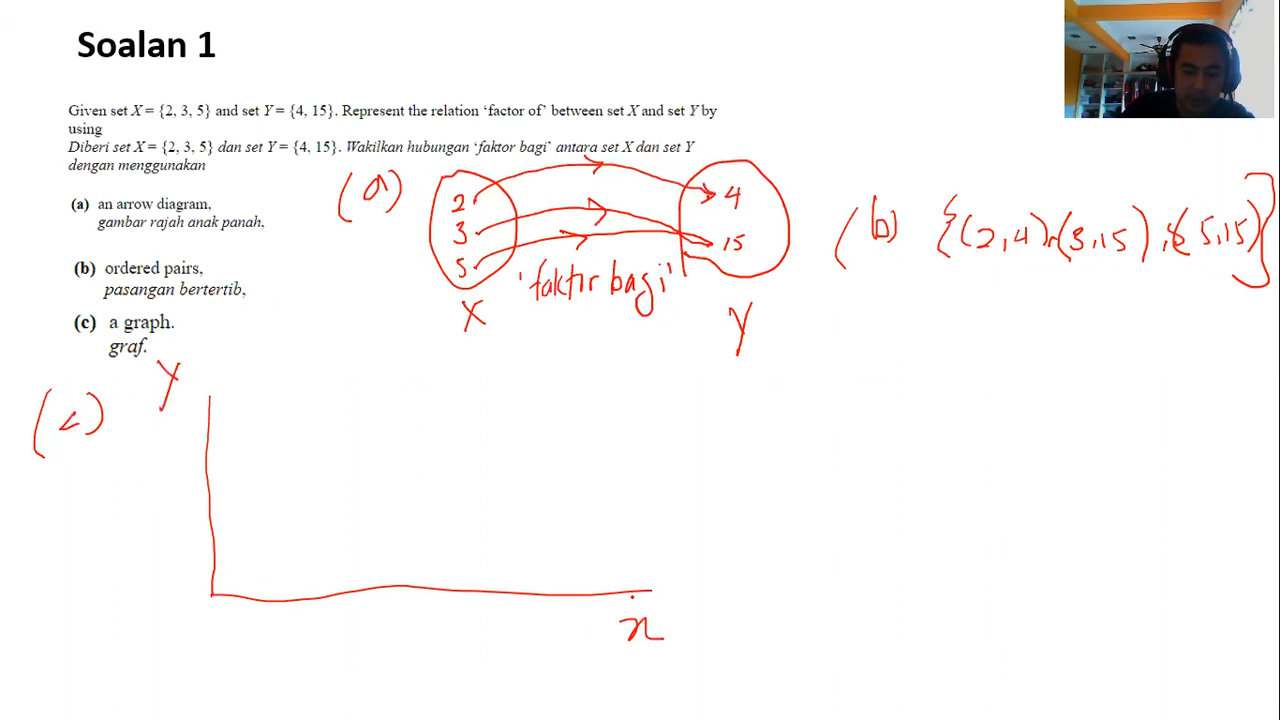 Soalan 1
Given set X = {2, 3, 5} and set Y = {4, 15}. Represent the relation ‘factor of’ between set X and set Y by
using
Diberi set X = {2, 3, 5} dan set Y = {4, 15}. Wakilkan hubungan ‘faktor bagi’ antara set X dan set Y
dengan menggunakan
(a) an arrow diagram,
gambar rajah anak panah,
(b) ordered pairs,
pasangan bertertib,
(c) a graph.
graf.
(a)
2
3
5
X
'faktor bagi'
4
15
Y
(b) {(2,4),(3,15),(5,15)}
(c)
Y
x